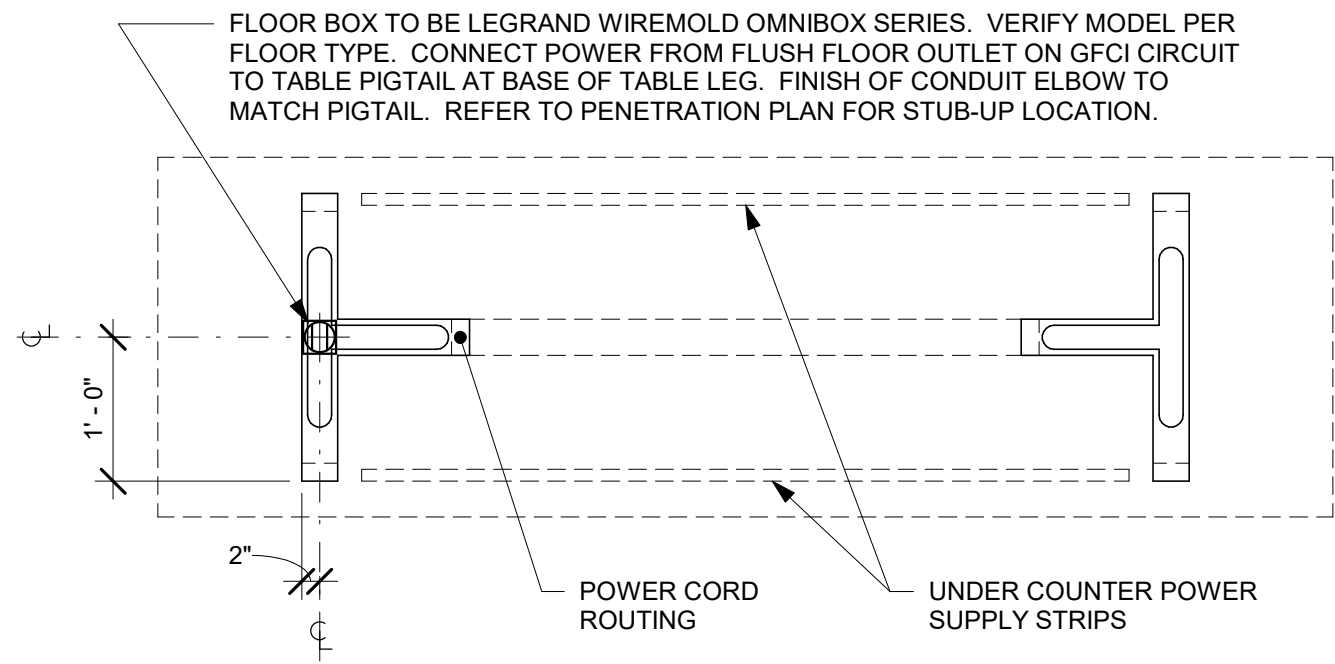 FLOOR BOX TO BE LEGRAND WIREMOLD OMNIBOX SERIES.  VERIFY MODEL PER
FLOOR TYPE.  CONNECT POWER FROM FLUSH FLOOR OUTLET ON GFCI CIRCUIT
TO TABLE PIGTAIL AT BASE OF TABLE LEG.  FINISH OF CONDUIT ELBOW TO
MATCH PIGTAIL.  REFER TO PENETRATION PLAN FOR STUB-UP LOCATION.
℄
1' - 0"
2"
℄
POWER CORD
ROUTING
UNDER COUNTER POWER
SUPPLY STRIPS